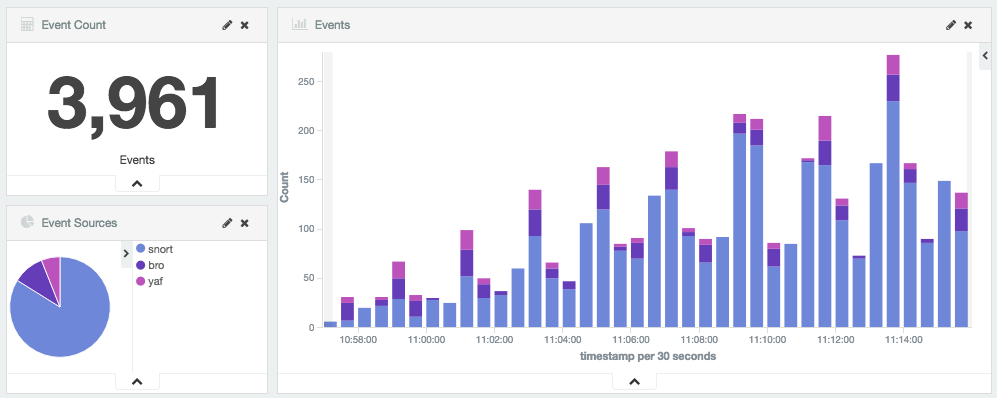 Event Count
3,961
Events
Event Sources
snort
bro
yaf
Events
Count
250
200
150
100
50
0
10:58:00 11:00:00 11:02:00 11:04:00 11:06:00 11:08:00 11:10:00 11:12:00 11:14:00
timestamp per 30 seconds